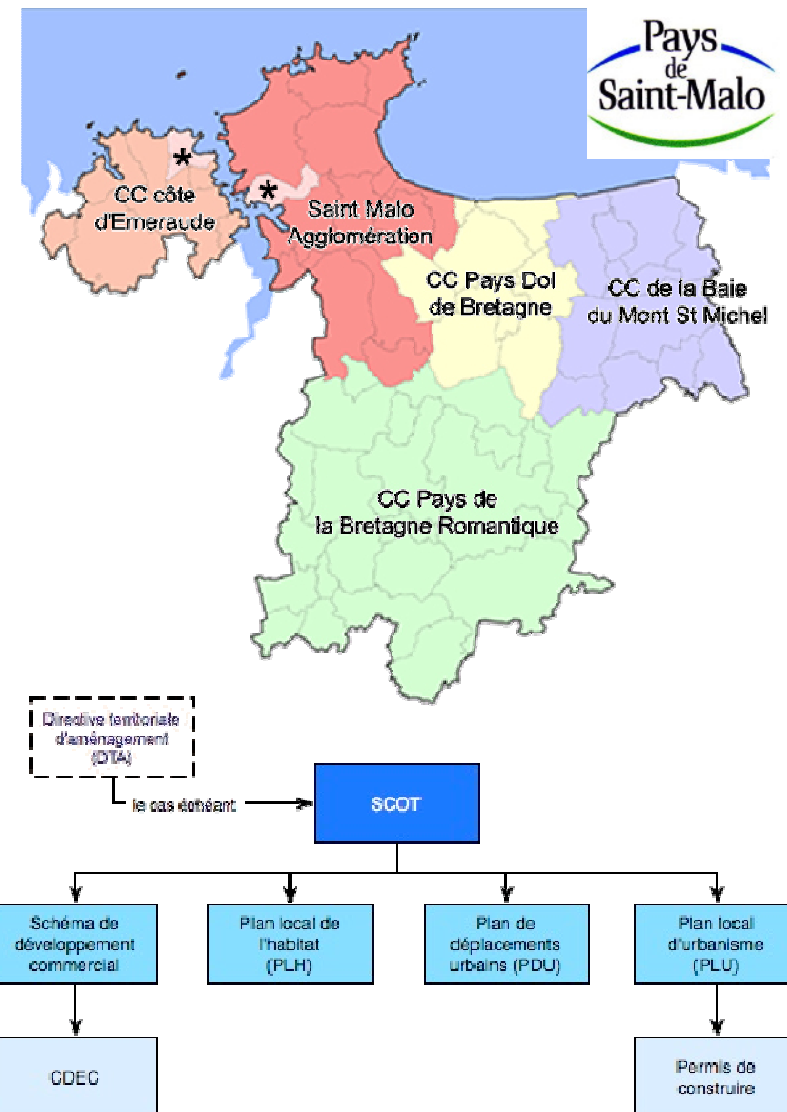 Pays
de
Saint-Malo
*
*
CC côte
d'Emeraude
Saint Malo
Agglomération
CC Pays Dol
de Bretagne
CC de la Baie
du Mont St Michel
CC Pays de
la Bretagne Romantique
Directive territoriale
d'aménagement
(DTA)
le cas échéant
SCOT
Schéma de
développement
commercial
Plan local de
l'habitat
(PLH)
Plan de
déplacements
urbains (PDU)
Plan local
d'urbanisme
(PLU)
CDEC
Permis de
construire